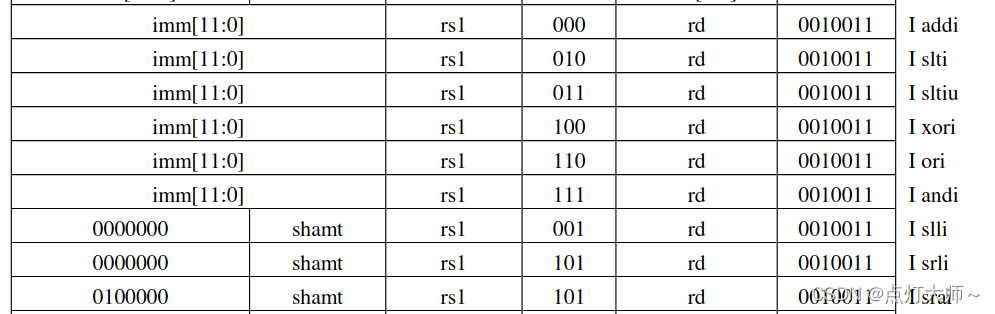 imm[11:0] rs1 000 rd 0010011 I addi
imm[11:0] rs1 010 rd 0010011 I slti
imm[11:0] rs1 011 rd 0010011 I sltiu
imm[11:0] rs1 100 rd 0010011 I xori
imm[11:0] rs1 110 rd 0010011 I ori
imm[11:0] rs1 111 rd 0010011 I andi
0000000 shamt rs1 001 rd 0010011 I slli
0000000 shamt rs1 101 rd 0010011 I srli
0100000 shamt rs1 101 rd 0010011 I srai
CSDN @点灯大师~